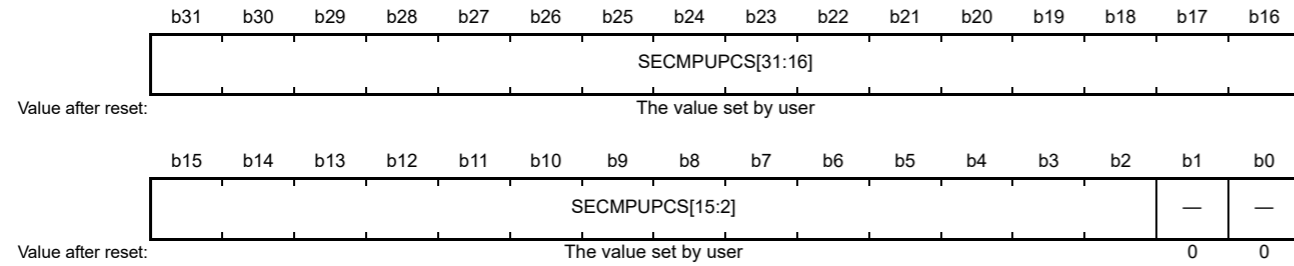 b31 b30 b29 b28 b27 b26 b25 b24 b23 b22 b21 b20 b19 b18 b17 b16
SECMPUPCS[31:16]
Value after reset: The value set by user
b15 b14 b13 b12 b11 b10 b9 b8 b7 b6 b5 b4 b3 b2 b1 b0
SECMPUPCS[15:2] — —
Value after reset: The value set by user 0 0